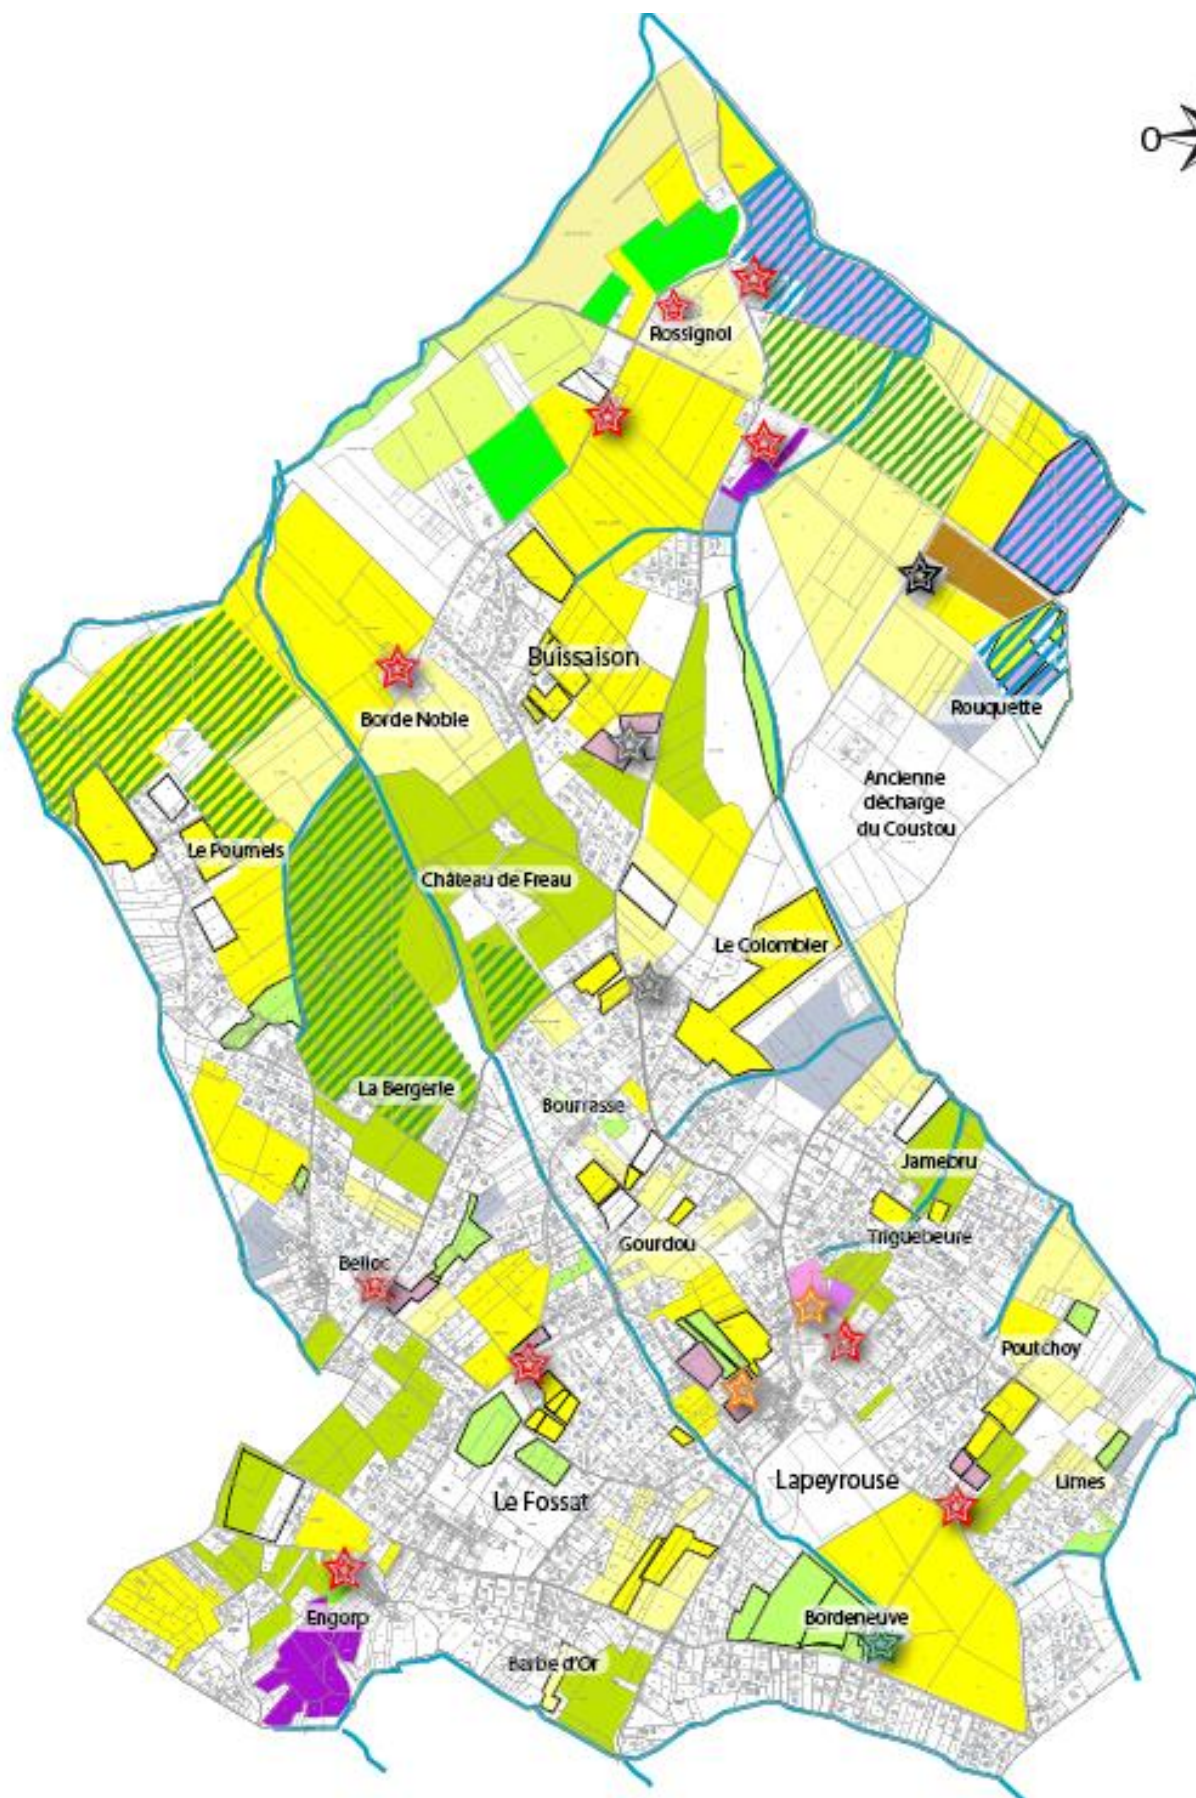 O
Rossignol
Buissaison
Borde Noble
Rouquette
Ancienne
décharge
du Coustou
Le Poumels
Château de Freau
Le Colombier
La Bergerie
Bourrasse
Jamebru
Triguebeure
Gourdou
Belloc
Poutchoy
Lapeyrouse
Limes
Le Fossat
Engorp
Bordeneuve
Barbe d'Or